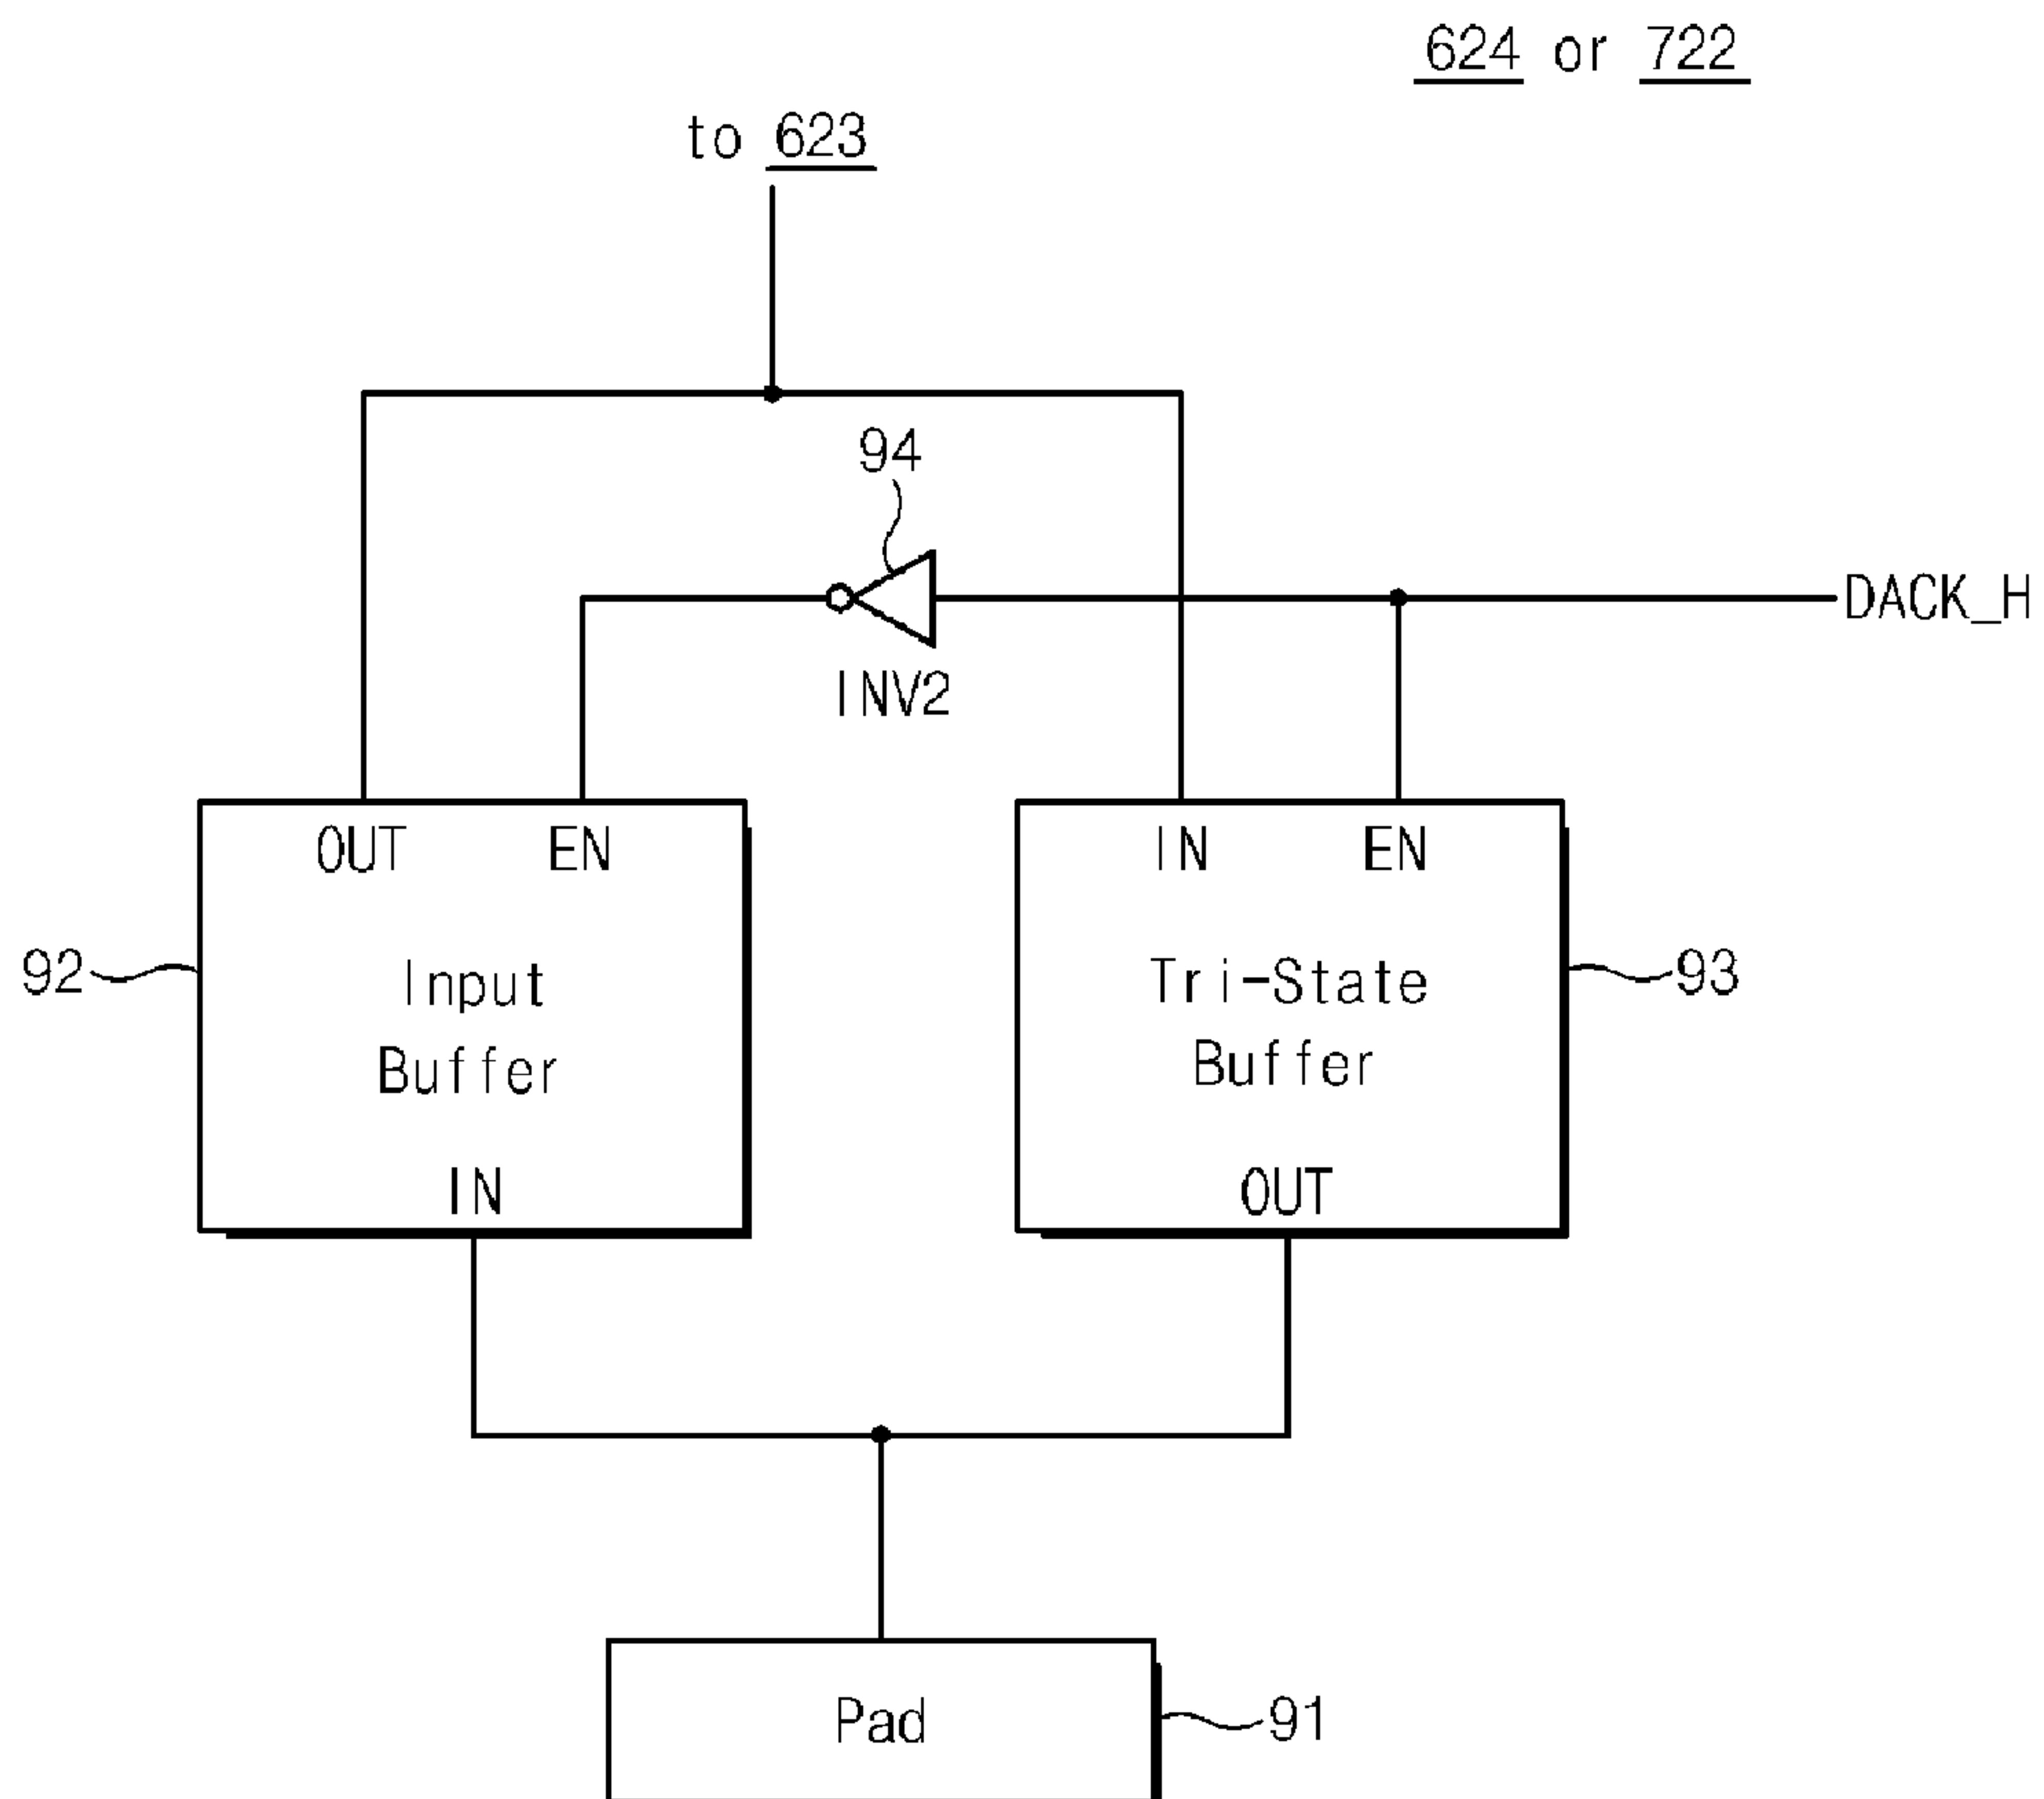 624 or 722
to 623
94
DACK_H
INV2
OUT EN
IN EN
92
Input
Buffer
IN
Tri-State
Buffer
OUT
93
Pad
91